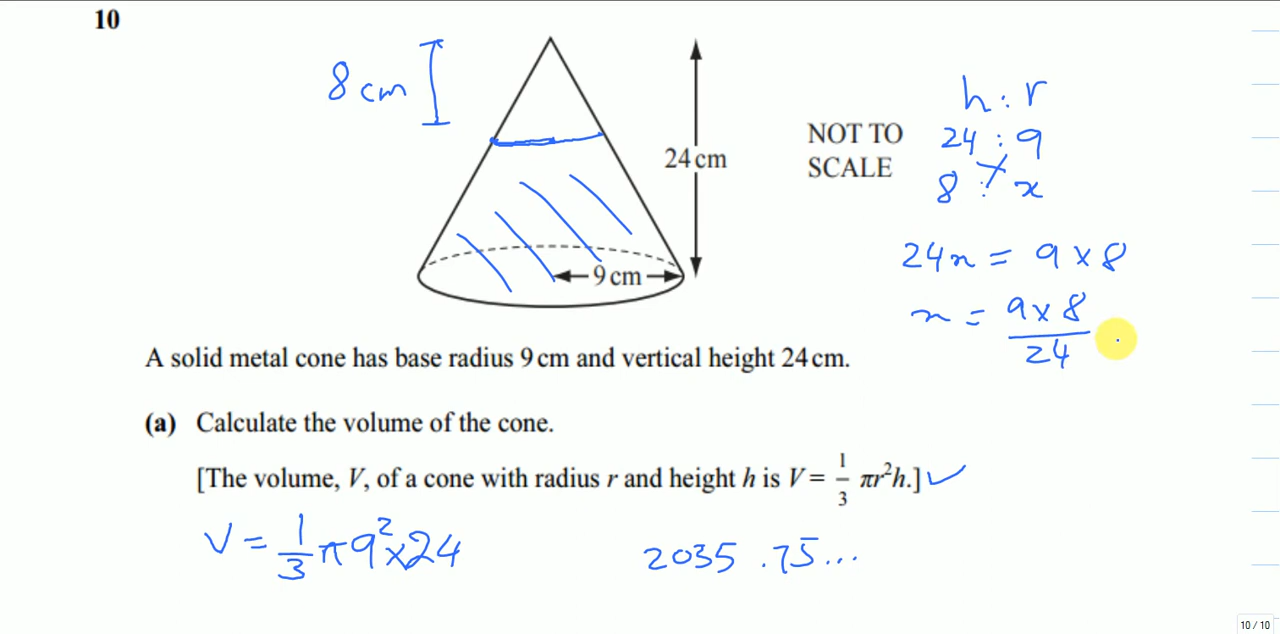 10
8 cm
24 cm
9 cm
NOT TO
SCALE
h : r
24 : 9
8 : x
24x = 9 x 8
x = 9 x 8 / 24
A solid metal cone has base radius 9 cm and vertical height 24 cm.
(a) Calculate the volume of the cone.
[The volume, V, of a cone with radius r and height h is V = 1/3 πr²h.] ✓
V = 1/3 π 9² x 24
2035.75...
10 / 10